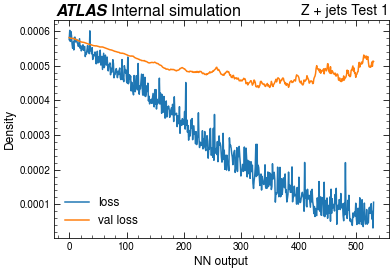 ATLAS Internal simulation
Z + jets Test 1
Density
0.0006
0.0005
0.0004
0.0003
0.0002
0.0001
loss
val loss
0 100 200 300 400 500
NN output